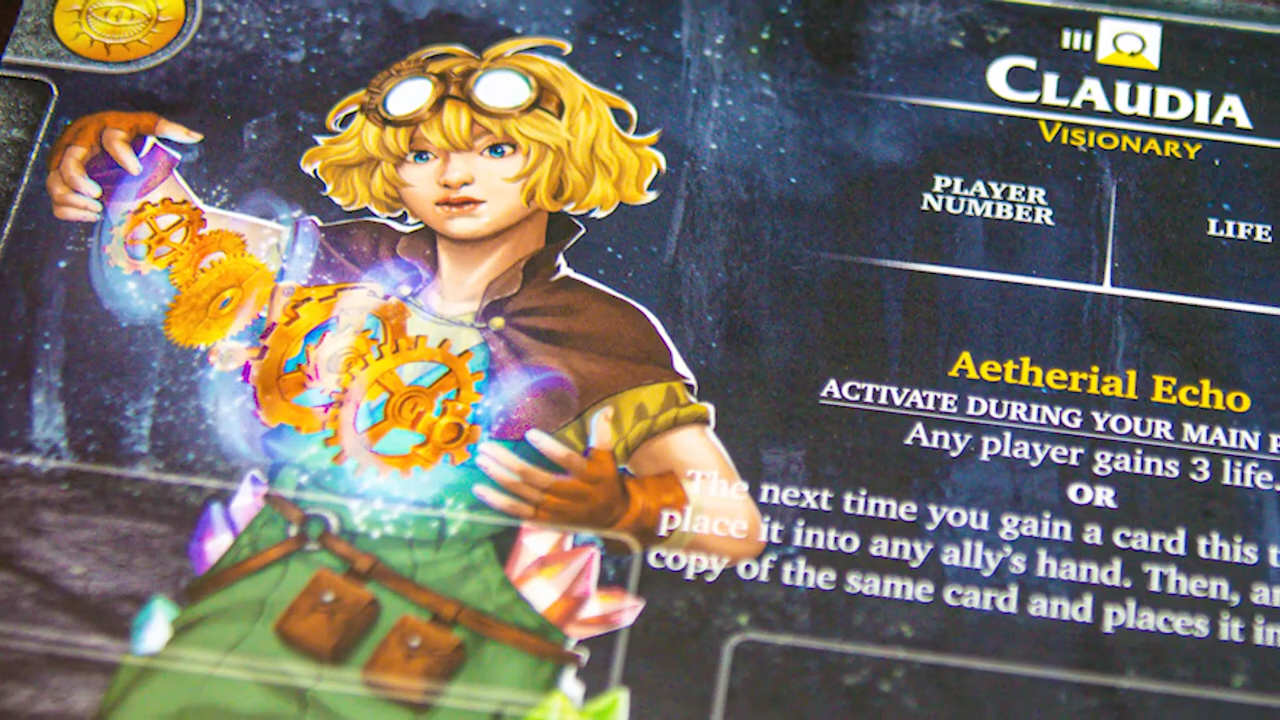 III
CLAUDIA
VISIONARY
PLAYER
NUMBER
LIFE
Aetherial Echo
ACTIVATE DURING YOUR MAIN
Any player gains 3 life.
OR
The next time you gain a card this
place it into any ally's hand. Then,
copy of the same card and places it